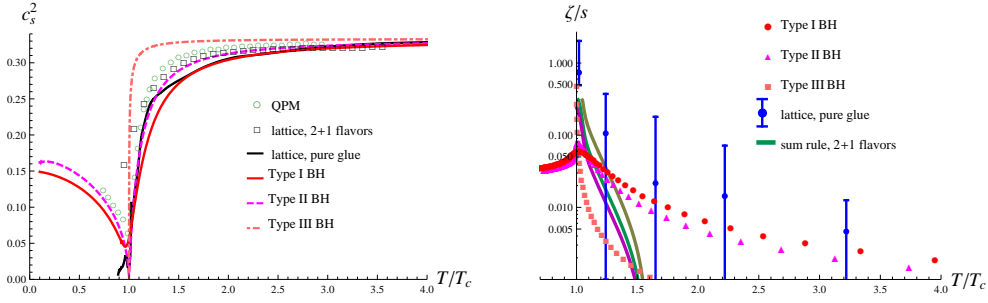 c_s^2
0.30
0.25
0.20
0.15
0.10
0.05
0.00
0.0 0.5 1.0 1.5 2.0 2.5 3.0 3.5 4.0
T/T_c
QPM
lattice, 2+1 flavors
lattice, pure glue
Type I BH
Type II BH
Type III BH
ζ/s
1.000
0.500
0.100
0.050
0.010
0.005
1.0 1.5 2.0 2.5 3.0 3.5 4.0
T/T_c
Type I BH
Type II BH
Type III BH
lattice, pure glue
sum rule, 2+1 flavors